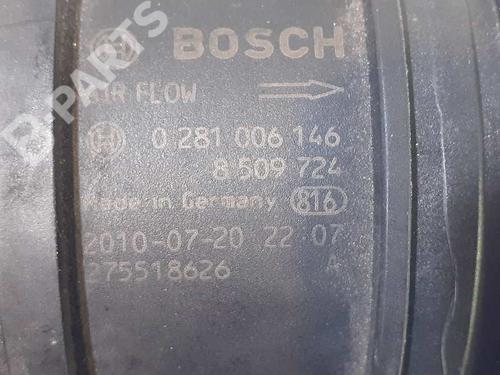 BOSCH
AIR FLOW
0 281 006 146
8 509 724
Made in Germany 816
2010-07-20 22 07
275518626 A
D-PARTS